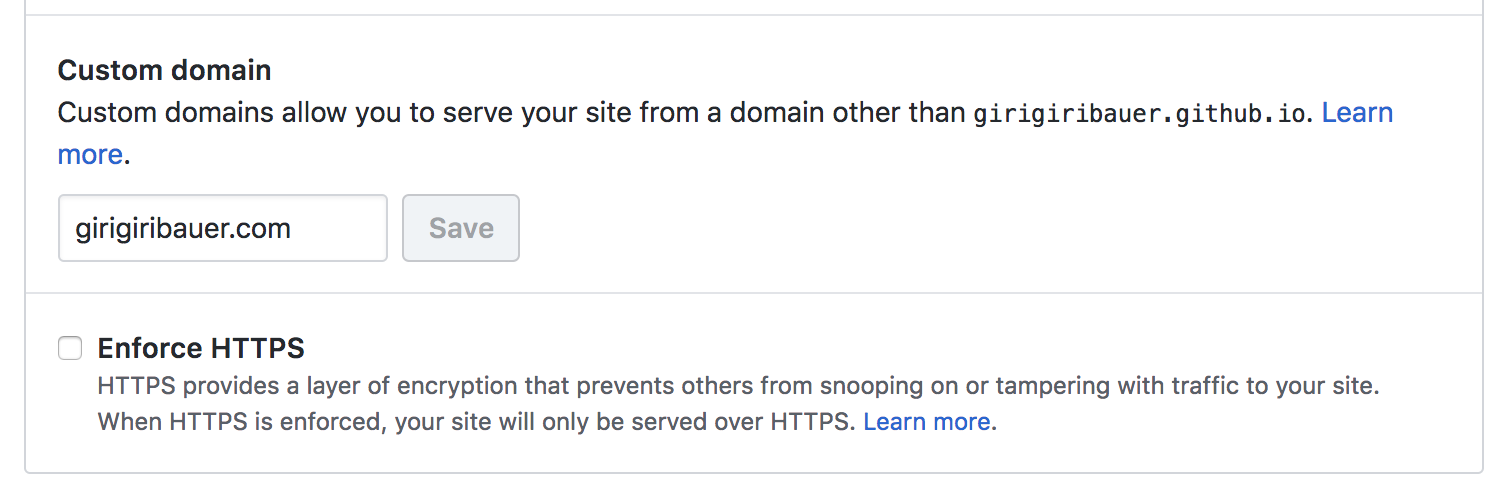 Custom domain
Custom domains allow you to serve your site from a domain other than girigiribauer.github.io. Learn
more.
girigiribauer.com Save
Enforce HTTPS
HTTPS provides a layer of encryption that prevents others from snooping on or tampering with traffic to your site.
When HTTPS is enforced, your site will only be served over HTTPS. Learn more.